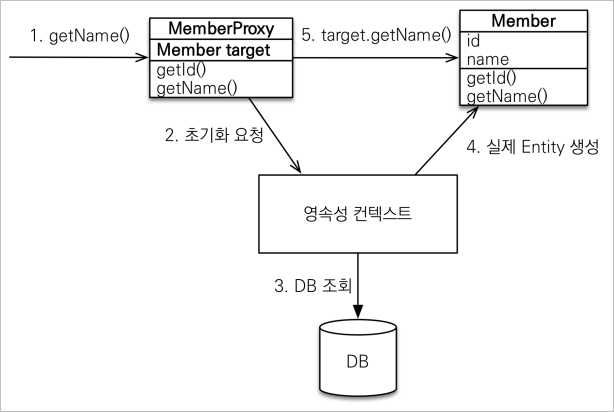 1. getName()
MemberProxy
Member target
getId()
getName()
5. target.getName()
Member
id
name
getId()
getName()
2. 초기화 요청
4. 실제 Entity 생성
영속성 컨텍스트
3. DB 조회
DB